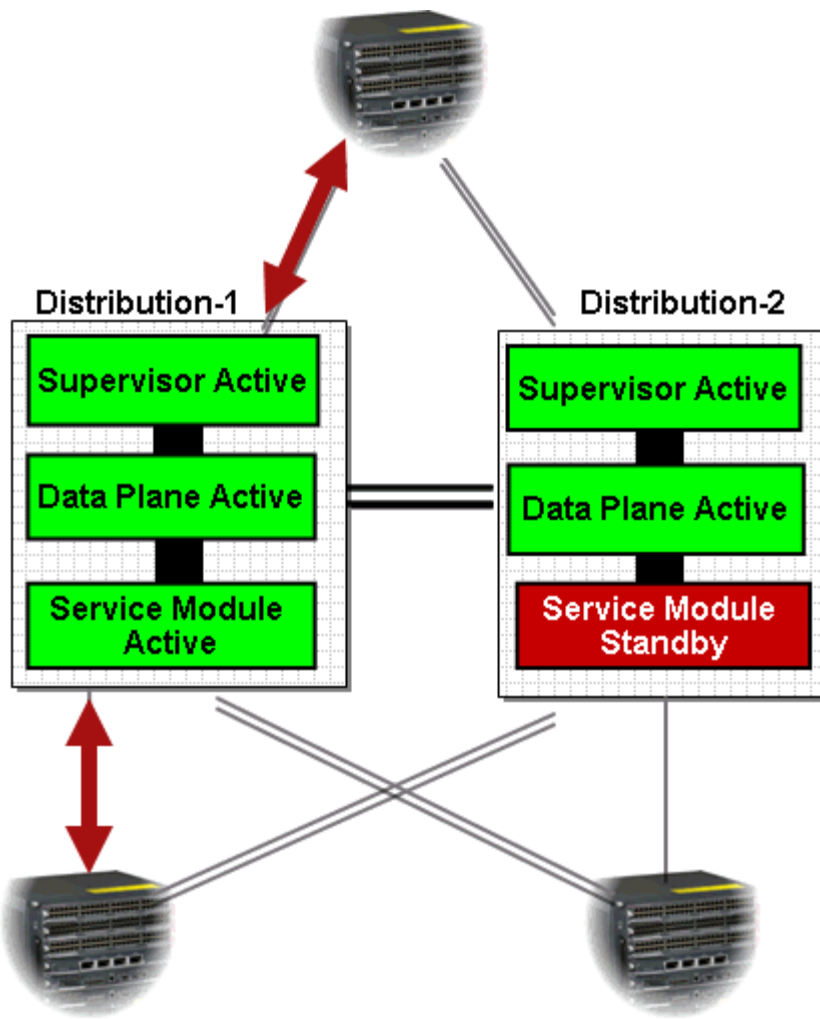 Distribution-1
Supervisor Active
Data Plane Active
Service Module
Active
Distribution-2
Supervisor Active
Data Plane Active
Service Module
Standby